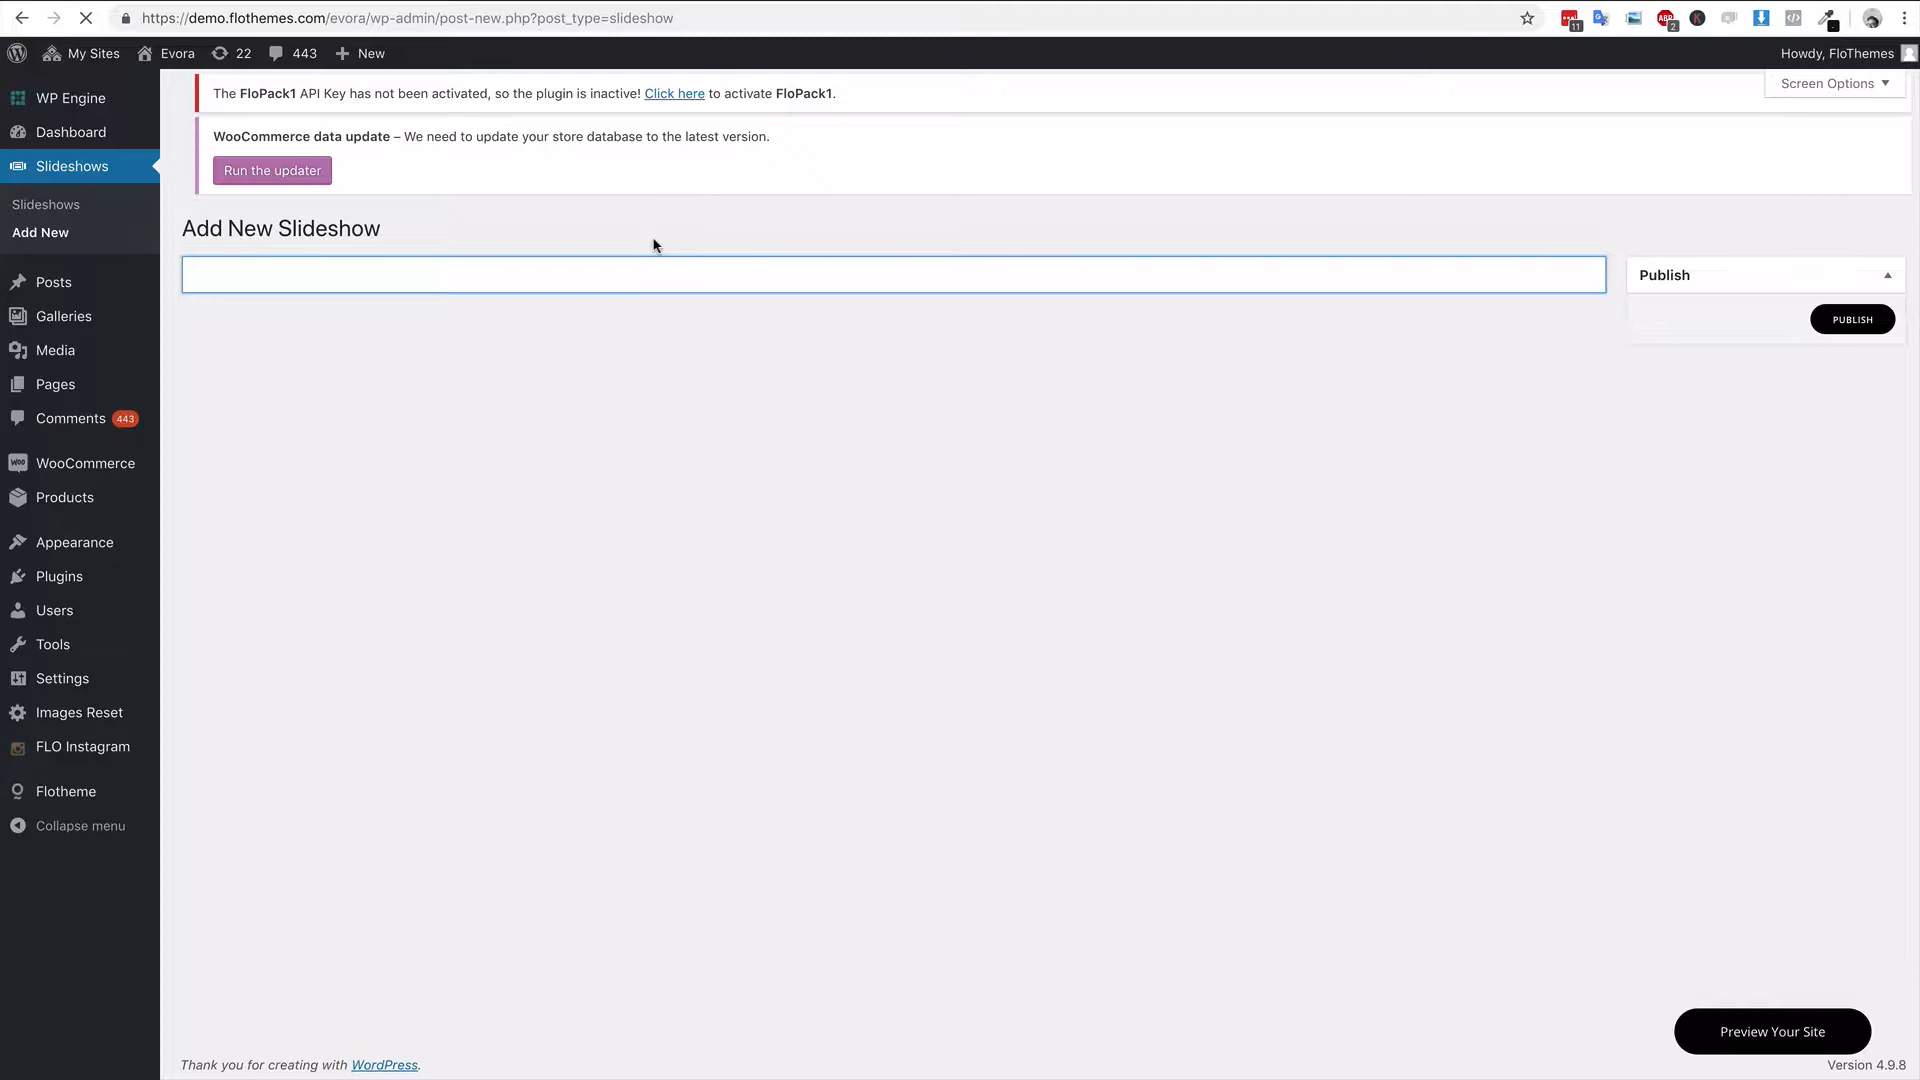 https://demo.flothemes.com/evora/wp-admin/post-new.php?post_type=slideshow
11
ABP
2
K
My Sites
Evora
22
443
New
Howdy, FloThemes
WP Engine
Dashboard
Slideshows
Slideshows
Add New
Posts
Galleries
Media
Pages
Comments 443
woo WooCommerce
Products
Appearance
Plugins
Users
Tools
Settings
Images Reset
FLO Instagram
Flotheme
Collapse menu
The FloPack1 API Key has not been activated, so the plugin is inactive! Click here to activate FloPack1.
Screen Options
WooCommerce data update – We need to update your store database to the latest version.
Run the updater
Add New Slideshow
Publish
PUBLISH
Preview Your Site
Thank you for creating with WordPress.
Version 4.9.8